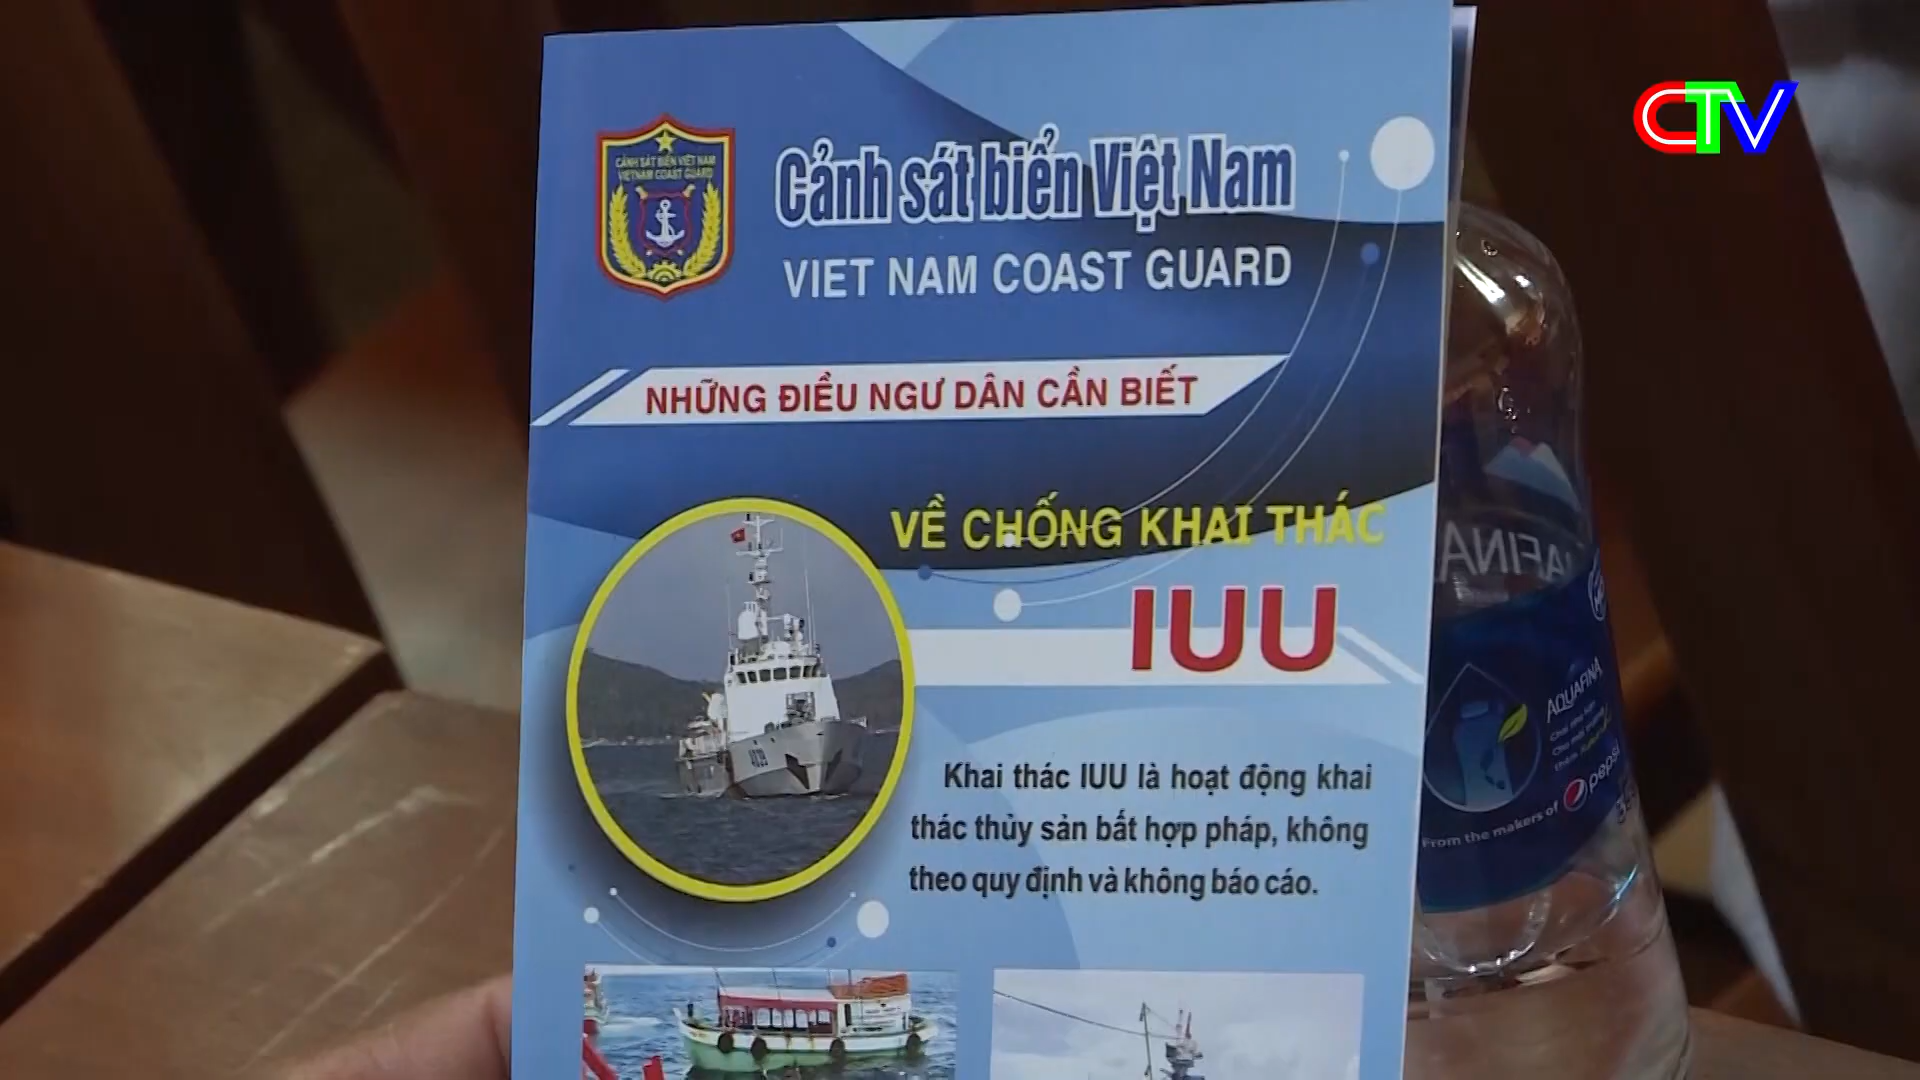 CTV
CẢNH SÁT BIỂN VIỆT NAM
VIETNAM COAST GUARD
Cảnh sát biển Việt Nam
VIET NAM COAST GUARD
NHỮNG ĐIỀU NGƯ DÂN CẦN BIẾT
VỀ CHỐNG KHAI THÁC
IUU
Khai thác IUU là hoạt động khai
thác thủy sản bất hợp pháp, không
theo quy định và không báo cáo.
AQUAFINA
From the makers of pepsi